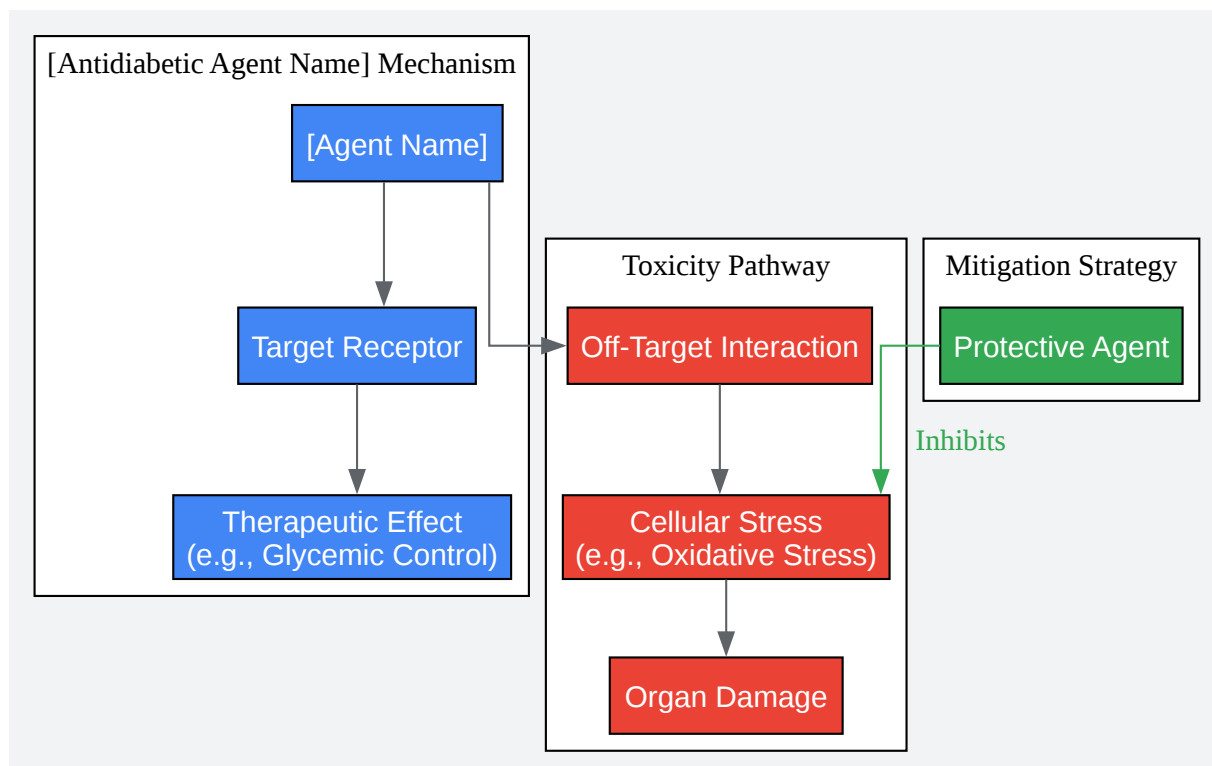 [Antidiabetic Agent Name] Mechanism
[Agent Name]
Target Receptor
Therapeutic Effect
(e.g., Glycemic Control)
Toxicity Pathway
Off-Target Interaction
Cellular Stress
(e.g., Oxidative Stress)
Organ Damage
Mitigation Strategy
Protective Agent
Inhibits